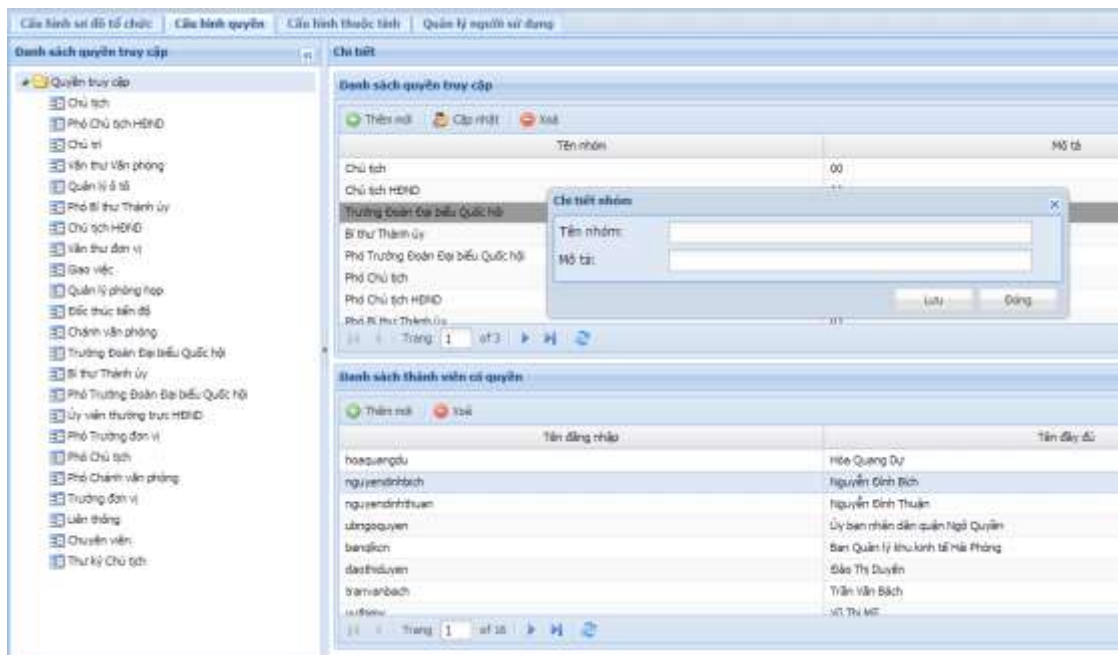 Cấu hình sơ đồ tổ chức
Cấu hình quyền
Cấu hình thuộc tính
Quản lý người sử dụng
Danh sách quyền truy cập
Quyền truy cập
Chủ tịch
Phó Chủ tịch HĐND
Chủ trì
Văn thư Văn phòng
Quản lý ô tô
Phó Bí thư Thành ủy
Chủ tịch HĐND
Văn thư đơn vị
Giao việc
Quản lý phòng họp
Đốc thúc tiến độ
Chánh văn phòng
Trưởng Đoàn Đại biểu Quốc hội
Bí thư Thành ủy
Phó Trưởng Đoàn Đại biểu Quốc hội
Ủy viên thường trực HĐND
Phó Trưởng đơn vị
Phó Chủ tịch
Phó Chánh văn phòng
Trưởng đơn vị
Liên thông
Chuyên viên
Thư ký Chủ tịch
Chi tiết
Danh sách quyền truy cập
Thêm mới Cập nhật Xoá
Tên nhóm Mô tả
Chủ tịch 00
Chủ tịch HĐND
Trưởng Đoàn Đại biểu Quốc hội
Bí thư Thành ủy
Phó Trưởng Đoàn Đại biểu Quốc hội
Phó Chủ tịch
Phó Chủ tịch HĐND
Phó Bí thư Thành ủy 01
Trang 1 of 3
Chi tiết nhóm
Tên nhóm:
Mô tả:
Lưu Đóng
Danh sách thành viên có quyền
Thêm mới Xoá
Tên đăng nhập Tên đầy đủ
hoaquangdu Hòa Quang Dự
nguyendinhbich Nguyễn Đình Bích
nguyendinhthuan Nguyễn Đình Thuận
ubngoquyen Ủy ban nhân dân quận Ngô Quyền
banqlkcn Ban Quản lý khu kinh tế Hải Phòng
daothiduyen Đào Thị Duyên
tranvanbach Trần Văn Bách
vuthimy Vũ Thị Mỹ
Trang 1 of 16